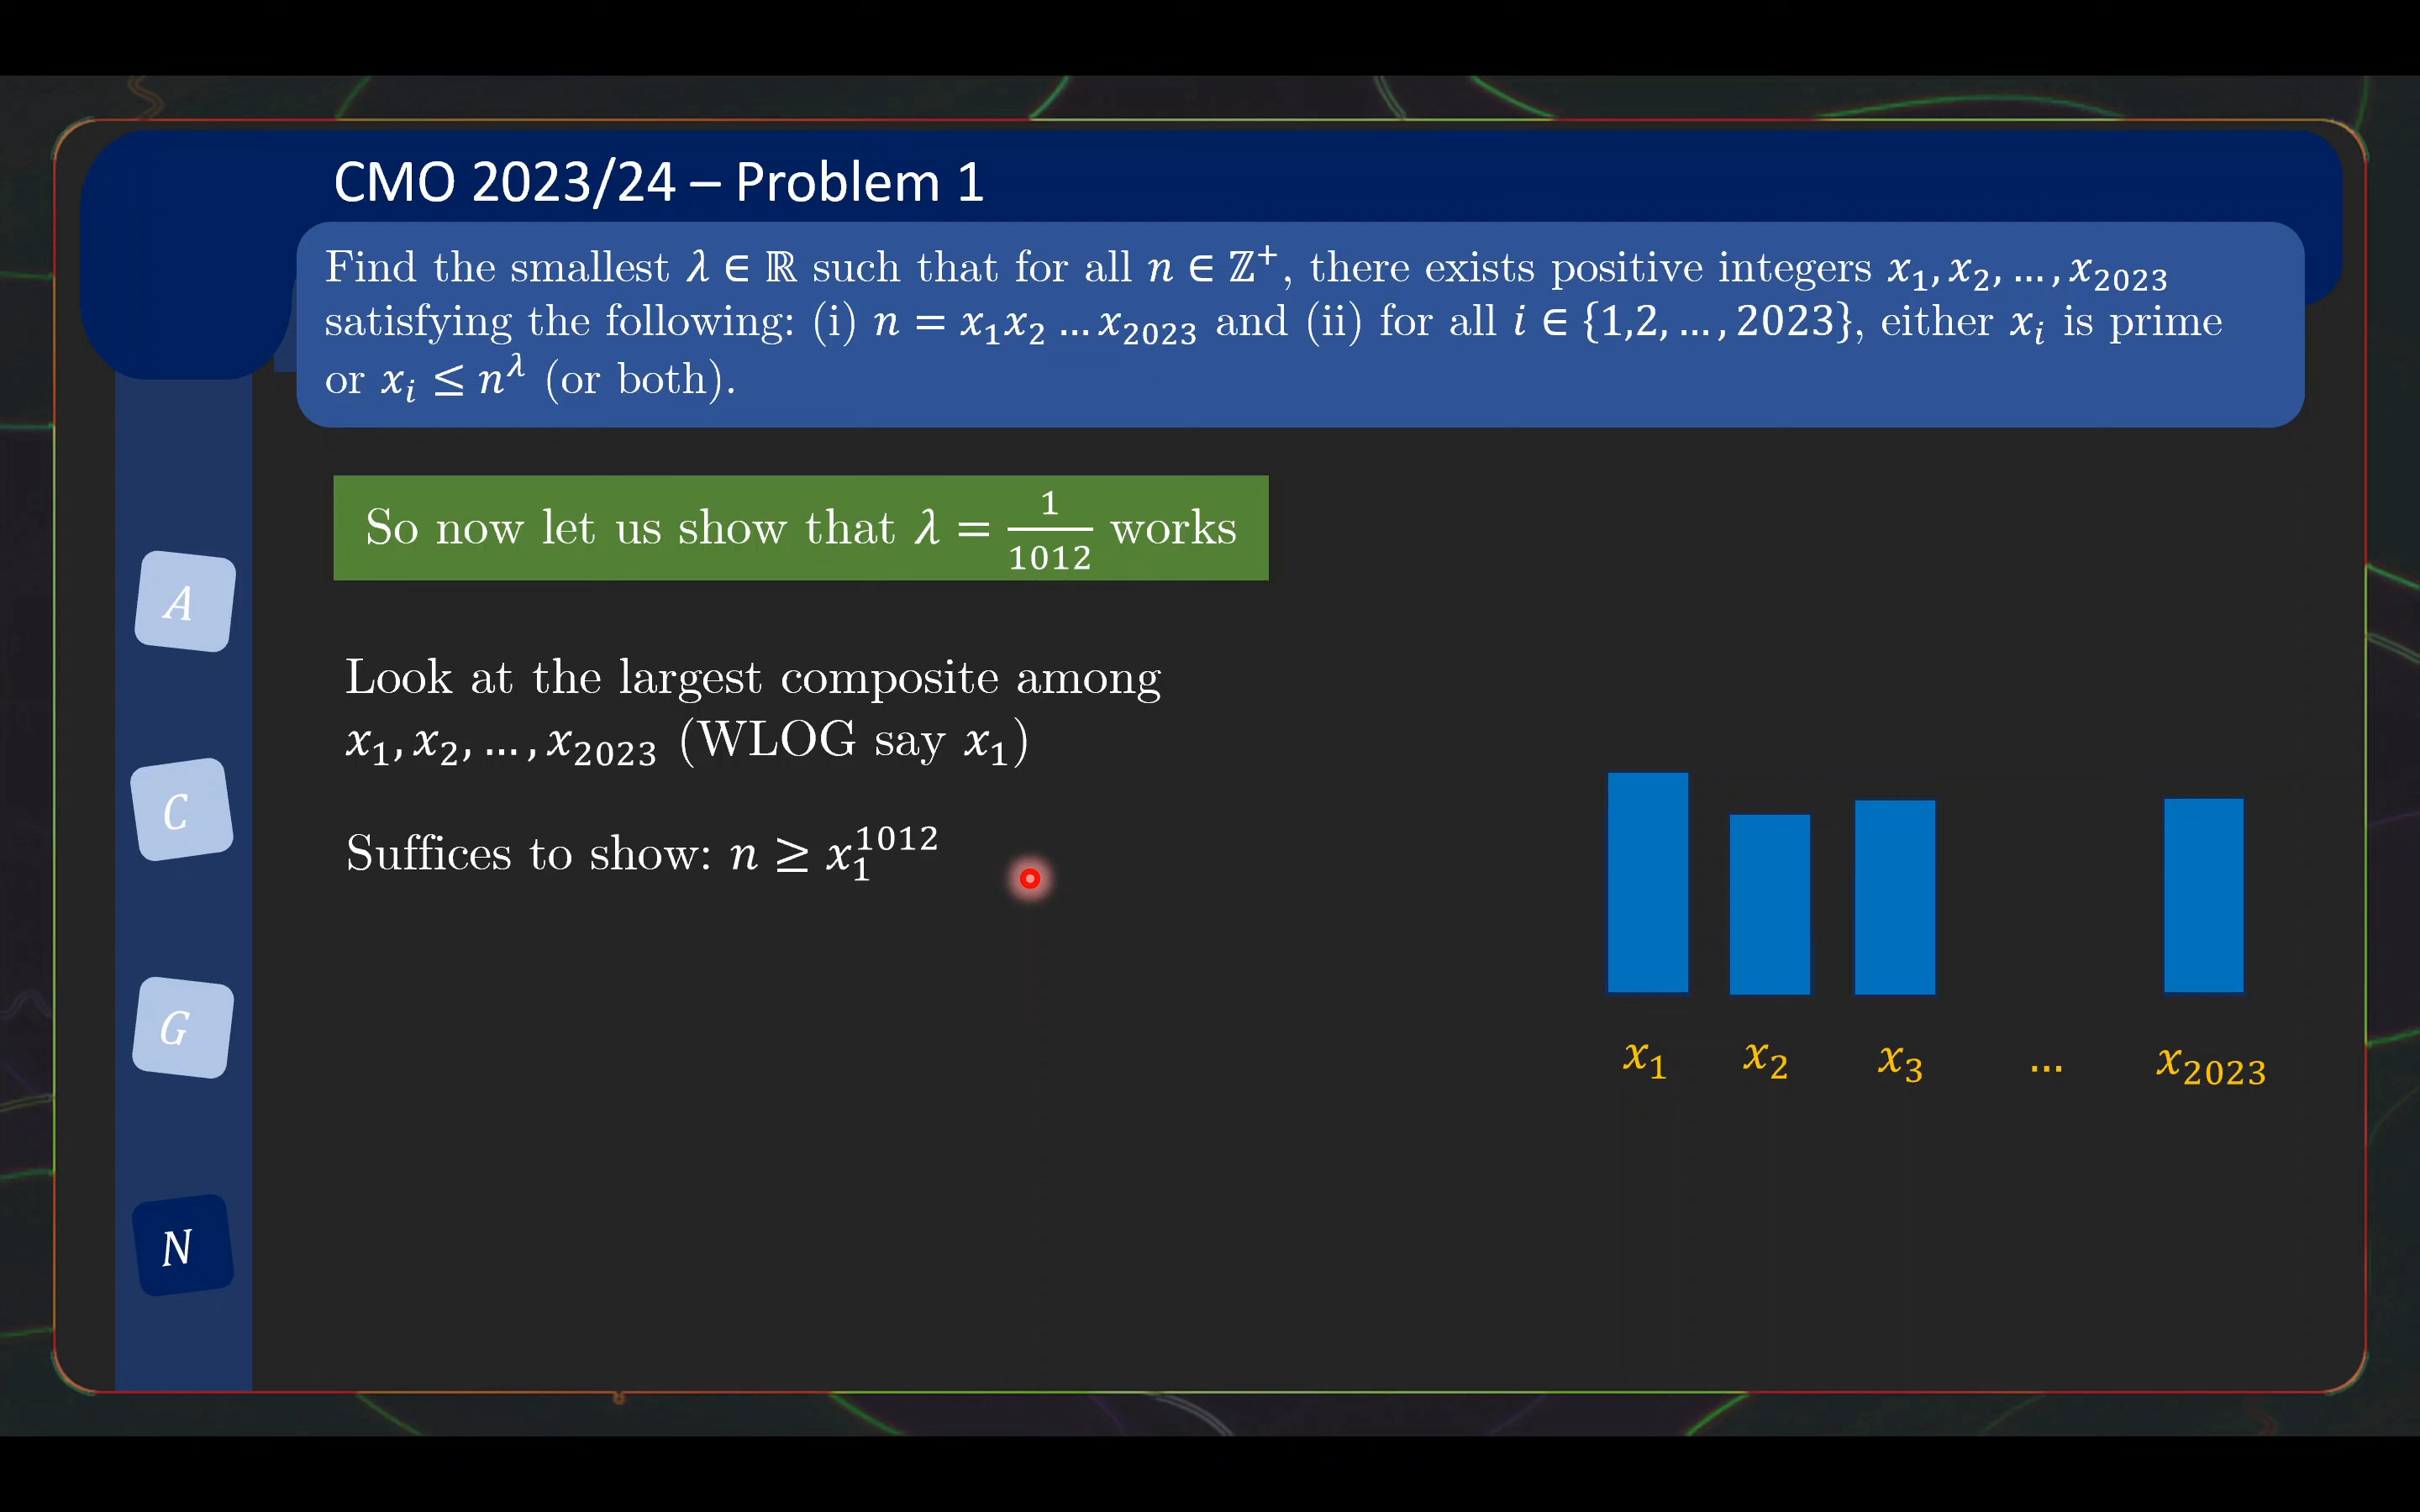 CMO 2023/24 – Problem 1
Find the smallest λ ∈ ℝ such that for all n ∈ ℤ⁺, there exists positive integers x₁, x₂, ..., x₂₀₂₃
satisfying the following: (i) n = x₁x₂ ... x₂₀₂₃ and (ii) for all i ∈ {1,2, ..., 2023}, either xᵢ is prime
or xᵢ ≤ n^λ (or both).
So now let us show that λ = 1/1012 works
A
Look at the largest composite among
x₁, x₂, ..., x₂₀₂₃ (WLOG say x₁)
C
Suffices to show: n ≥ x₁¹⁰¹²
G
x₁ x₂ x₃ ... x₂₀₂₃
N